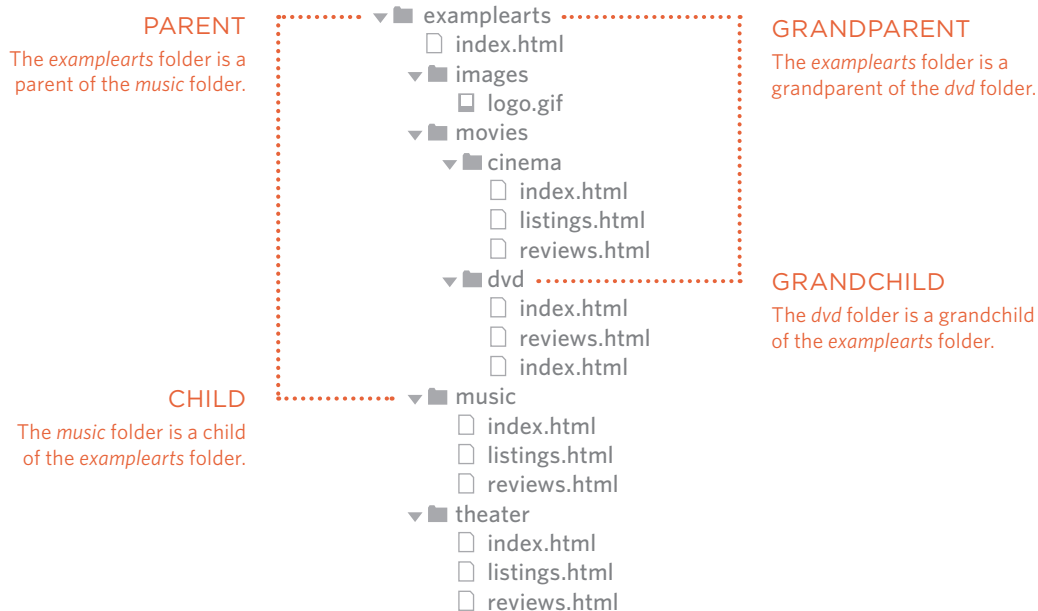 PARENT
The examplearts folder is a
parent of the music folder.
CHILD
The music folder is a child
of the examplearts folder.
examplearts
index.html
images
logo.gif
movies
cinema
index.html
listings.html
reviews.html
dvd
index.html
reviews.html
index.html
music
index.html
listings.html
reviews.html
theater
index.html
listings.html
reviews.html
GRANDPARENT
The examplearts folder is a
grandparent of the dvd folder.
GRANDCHILD
The dvd folder is a grandchild
of the examplearts folder.